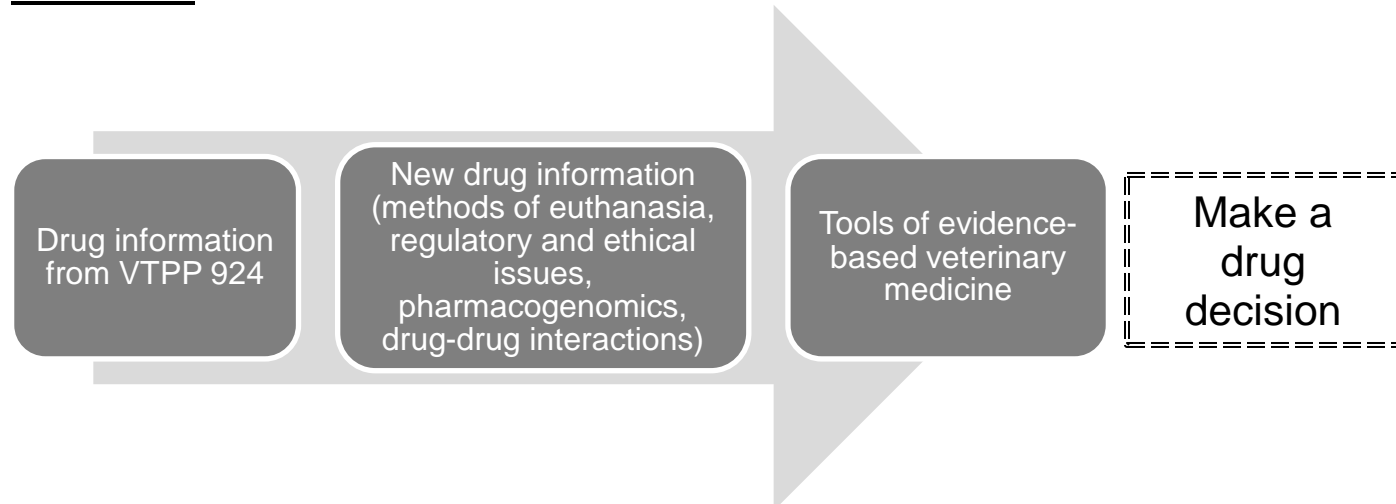 Drug information
from VTPP 924
New drug information
(methods of euthanasia,
regulatory and ethical
issues,
pharmacogenomics,
drug-drug interactions)
Tools of evidence-
based veterinary
medicine
Make a
drug
decision